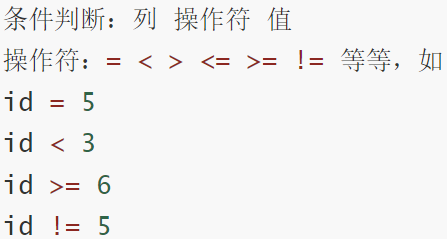 条件判断：列 操作符 值
操作符：= < > <= >= != 等等，如
id = 5
id < 3
id >= 6
id != 5